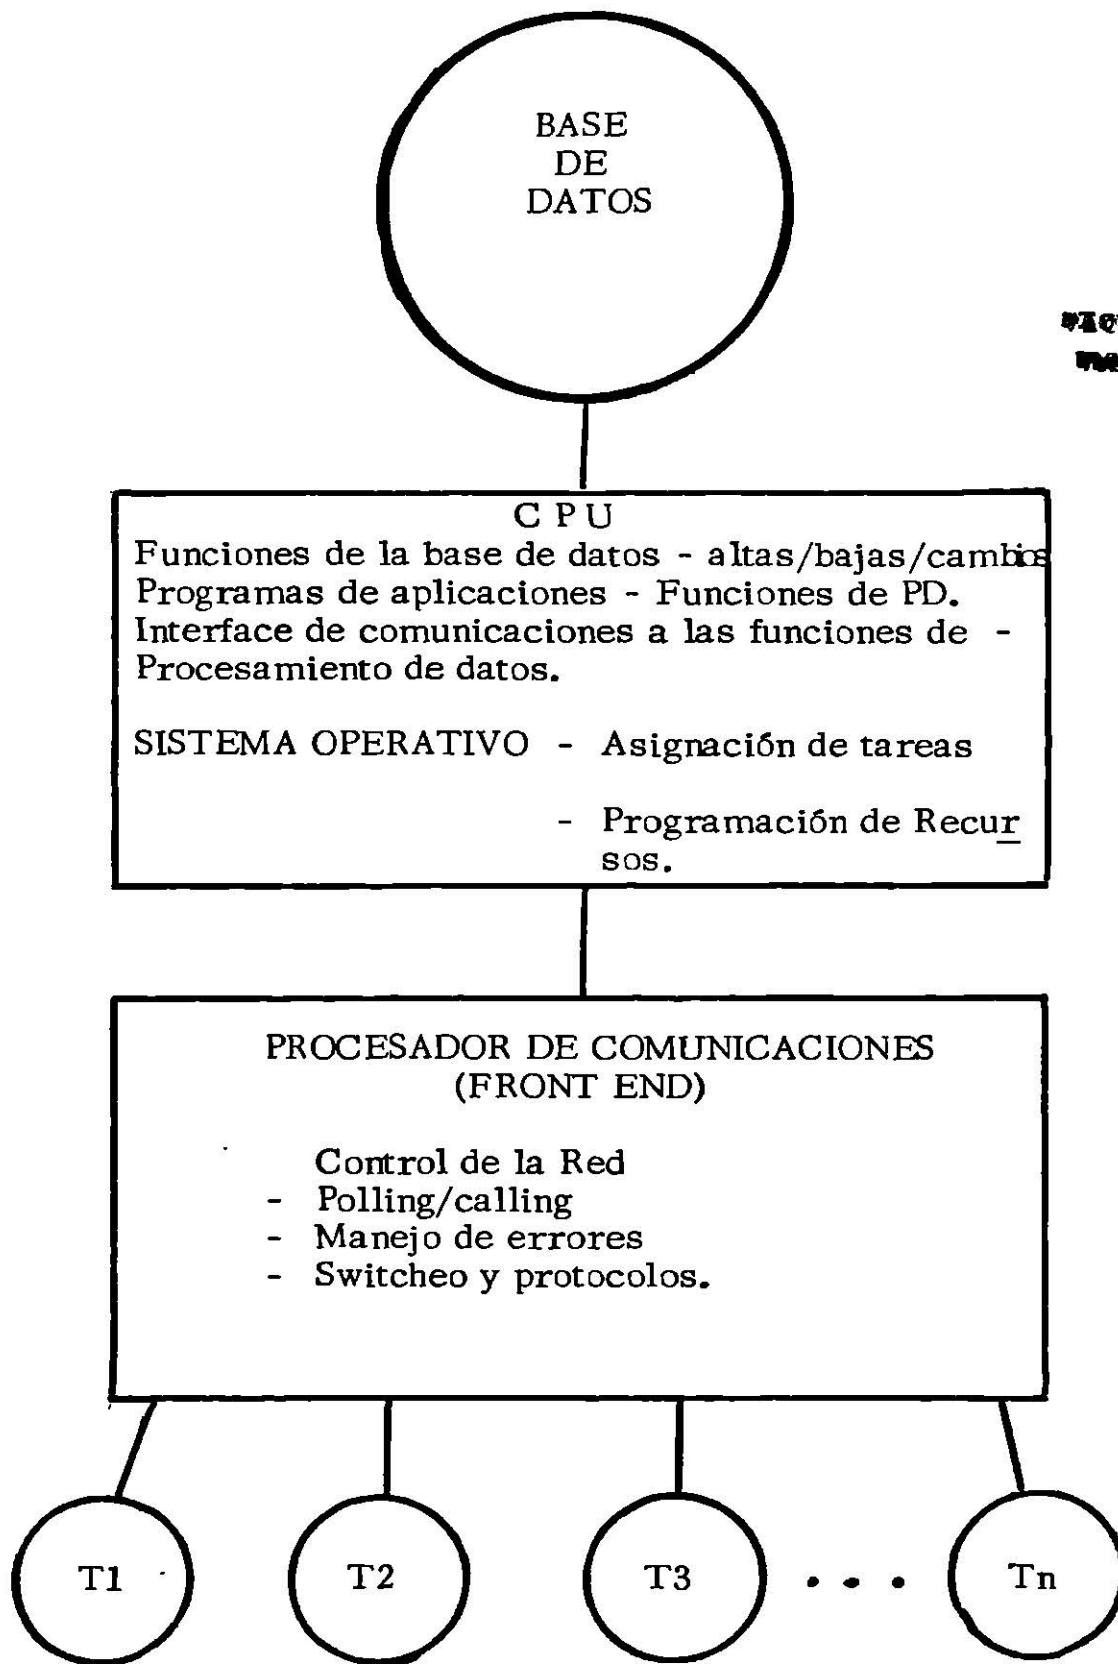 BASE
DE
DATOS
C P U
Funciones de la base de datos - altas/bajas/cambios
Programas de aplicaciones - Funciones de PD.
Interface de comunicaciones a las funciones de -
Procesamiento de datos.
SISTEMA OPERATIVO - Asignación de tareas
- Programación de Recur
sos.
PROCESADOR DE COMUNICACIONES
(FRONT END)
Control de la Red
- Polling/calling
- Manejo de errores
- Switcheo y protocolos.
T1 T2 T3 . . . Tn